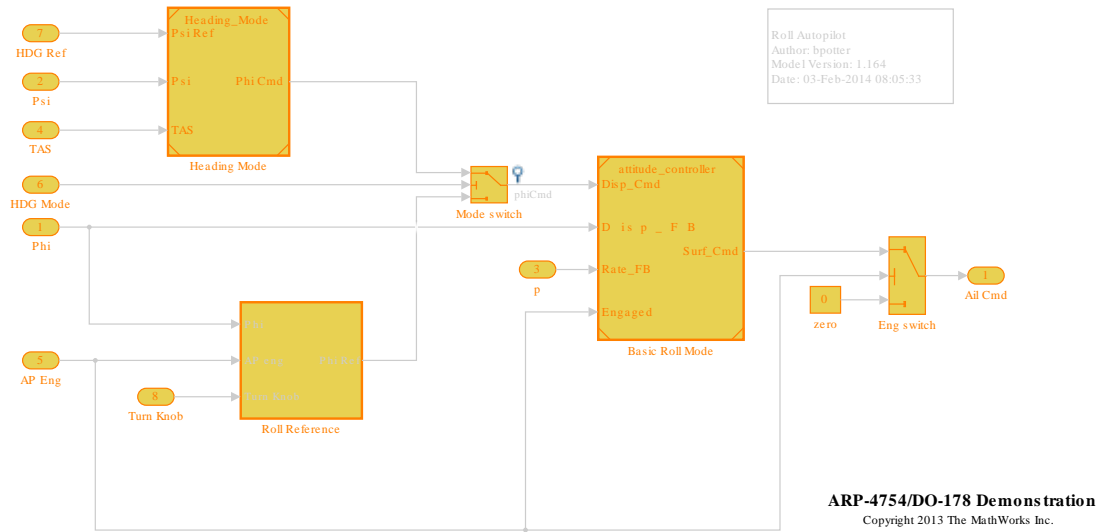 Heading_Mode
7
HDG Ref
Psi Ref
2
Psi
Psi
Phi Cmd
4
TAS
TAS
Heading Mode
Roll Autopilot
Author: bpotter
Model Version: 1.164
Date: 03-Feb-2014 08:05:33
6
HDG Mode
phiCmd
Mode switch
1
Phi
attitude_controller
Disp_Cmd
D i s p _ F B
Surf_Cmd
Rate_FB
Engaged
Basic Roll Mode
3
p
0
zero
Eng switch
1
Ail Cmd
5
AP Eng
8
Turn Knob
Roll Reference
ARP-4754/DO-178 Demonstration
Copyright 2013 The MathWorks Inc.